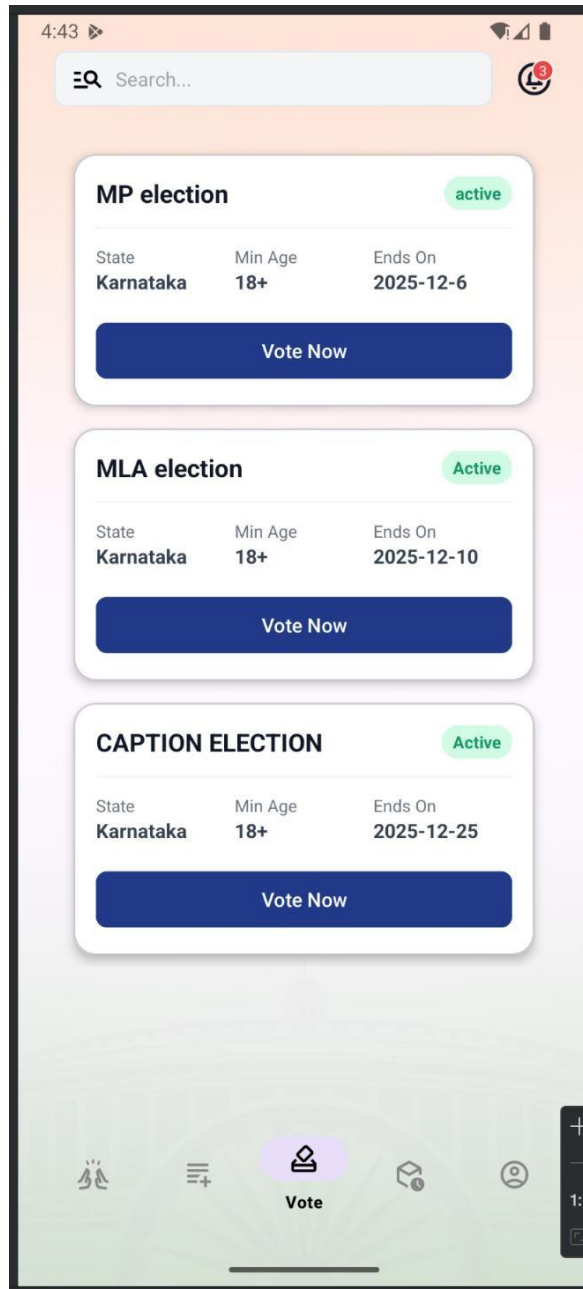 4:43
Search...
3
MP election active
State Min Age Ends On
Karnataka 18+ 2025-12-6
Vote Now
MLA election Active
State Min Age Ends On
Karnataka 18+ 2025-12-10
Vote Now
CAPTION ELECTION Active
State Min Age Ends On
Karnataka 18+ 2025-12-25
Vote Now
Vote
1: